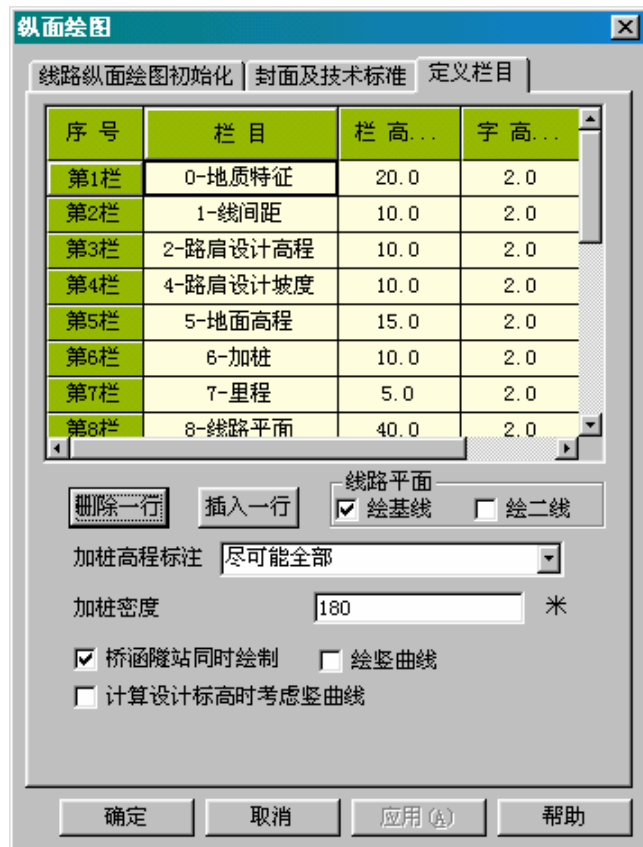 纵面绘图
线路纵面绘图初始化 封面及技术标准 定义栏目
序 号 栏 目 栏 高... 字 高...
第1栏 0-地质特征 20.0 2.0
第2栏 1-线间距 10.0 2.0
第3栏 2-路肩设计高程 10.0 2.0
第4栏 4-路肩设计坡度 10.0 2.0
第5栏 5-地面高程 15.0 2.0
第6栏 6-加桩 10.0 2.0
第7栏 7-里程 5.0 2.0
第8栏 8-线路平面 40.0 2.0
线路平面
删除一行 插入一行 绘基线 绘二线
加桩高程标注 尽可能全部
加桩密度 180 米
桥涵隧站同时绘制 绘竖曲线
计算设计标高时考虑竖曲线
确定 取消 应用(A) 帮助